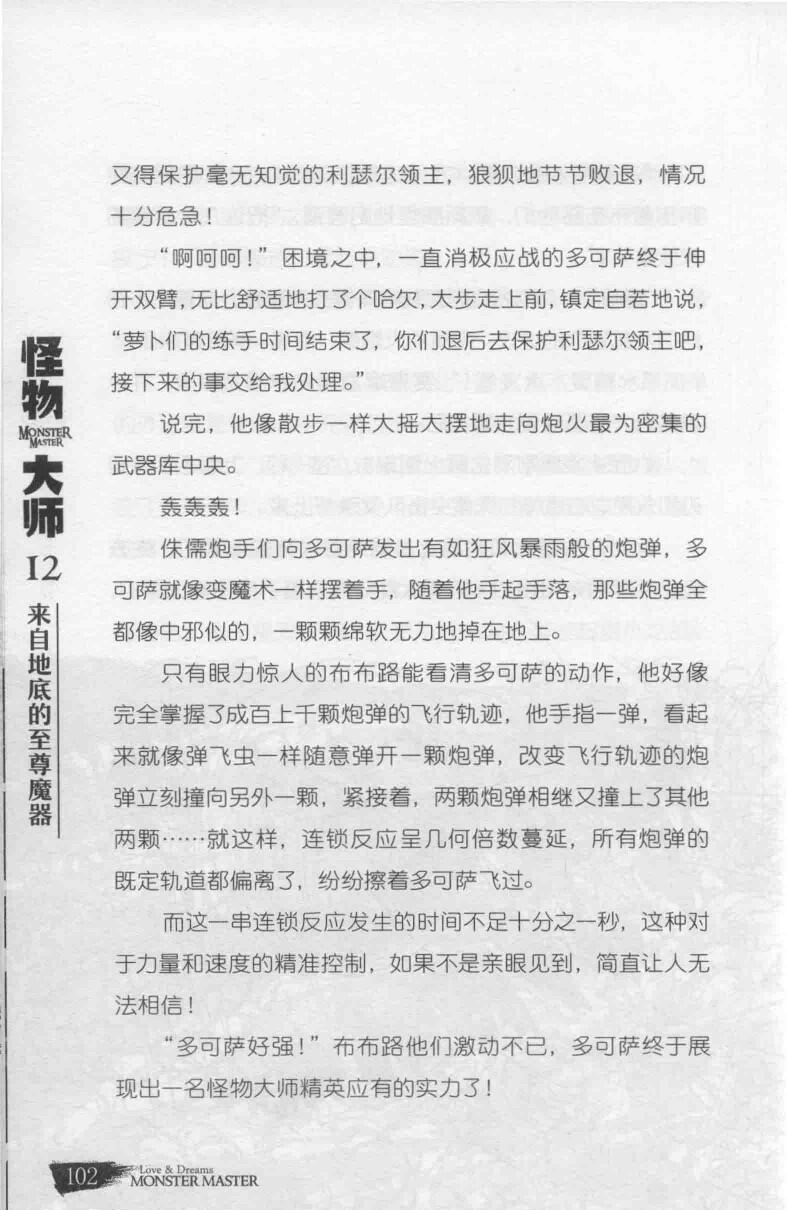 又得保护毫无知觉的利瑟尔领主，狼狈地节节败退，情况
十分危急！
“啊呵呵！”困境之中，一直消极应战的多可萨终于伸
开双臂，无比舒适地打了个哈欠，大步走上前，镇定自若地说，
“萝卜们的练手时间结束了，你们退后去保护利瑟尔领主吧，
接下来的事交给我处理。”
说完，他像散步一样大摇大摆地走向炮火最为密集的
武器库中央。
轰轰轰！
侏儒炮手们向多可萨发出有如狂风暴雨般的炮弹，多
可萨就像变魔术一样摆着手，随着他手起手落，那些炮弹全
都像中邪似的，一颗颗绵软无力地掉在地上。
只有眼力惊人的布布路能看清多可萨的动作，他好像
完全掌握了成百上千颗炮弹的飞行轨迹，他手指一弹，看起
来就像弹飞虫一样随意弹开一颗炮弹，改变飞行轨迹的炮
弹立刻撞向另外一颗，紧接着，两颗炮弹相继又撞上了其他
两颗……就这样，连锁反应呈几何倍数蔓延，所有炮弹的
既定轨道都偏离了，纷纷擦着多可萨飞过。
而这一串连锁反应发生的时间不足十分之一秒，这种对
于力量和速度的精准控制，如果不是亲眼见到，简直让人无
法相信！
“多可萨好强！”布布路他们激动不已，多可萨终于展
现出一名怪物大师精英应有的实力了！
怪物
MONSTER
MASTER
大师
12
来自地底的至尊魔器
102
Love & Dreams
MONSTER MASTER